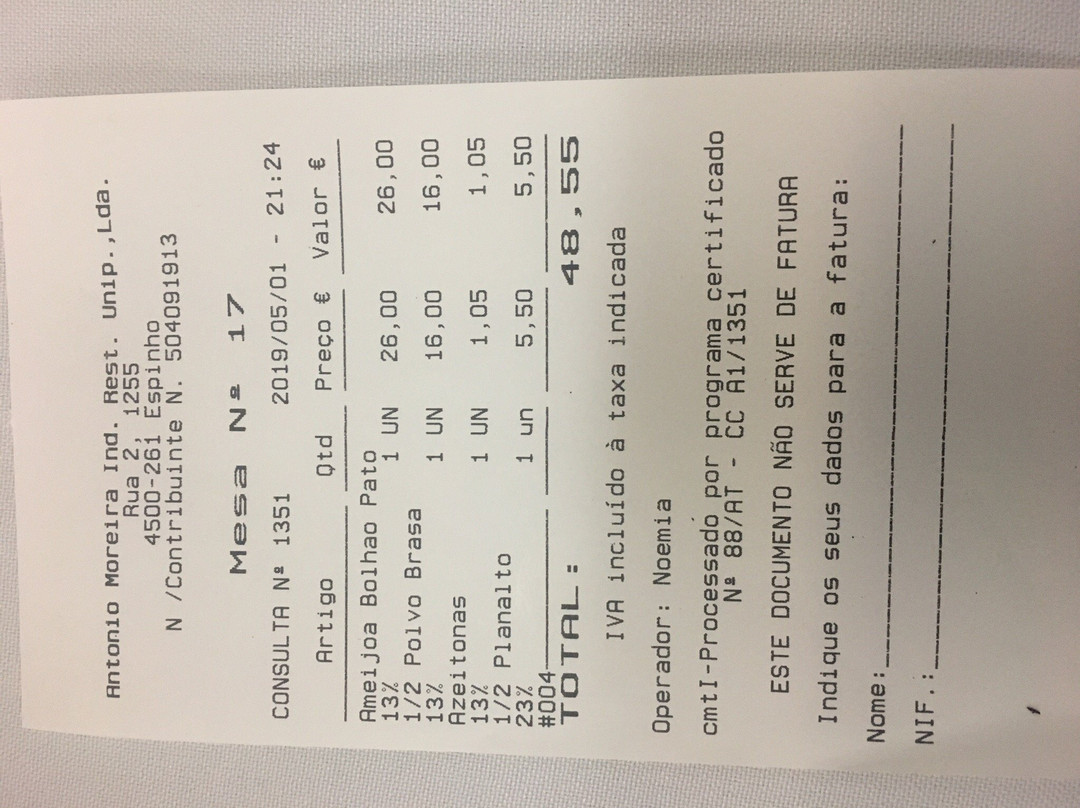 Antonio Moreira Ind. Rest. Unip.,Lda.
Rua 2, 1255
4500-261 Espinho
N /Contribuinte N. 504091913
Mesa Nº 17
CONSULTA Nº 1351 2019/05/01 - 21:24
Artigo Qtd Preço € Valor €
Ameijoa Bolhao Pato
13% 1 UN 26,00 26,00
1/2 Polvo Brasa
13% 1 UN 16,00 16,00
Azeitonas
13% 1 UN 1,05 1,05
1/2 Planalto
23% 1 un 5,50 5,50
#004
TOTAL: 48,55
IVA incluído à taxa indicada
Operador: Noemia
cmtI-Processado por programa certificado
Nº 88/AT - CC A1/1351
ESTE DOCUMENTO NÃO SERVE DE FATURA
Indique os seus dados para a fatura:
Nome:
NIF.: